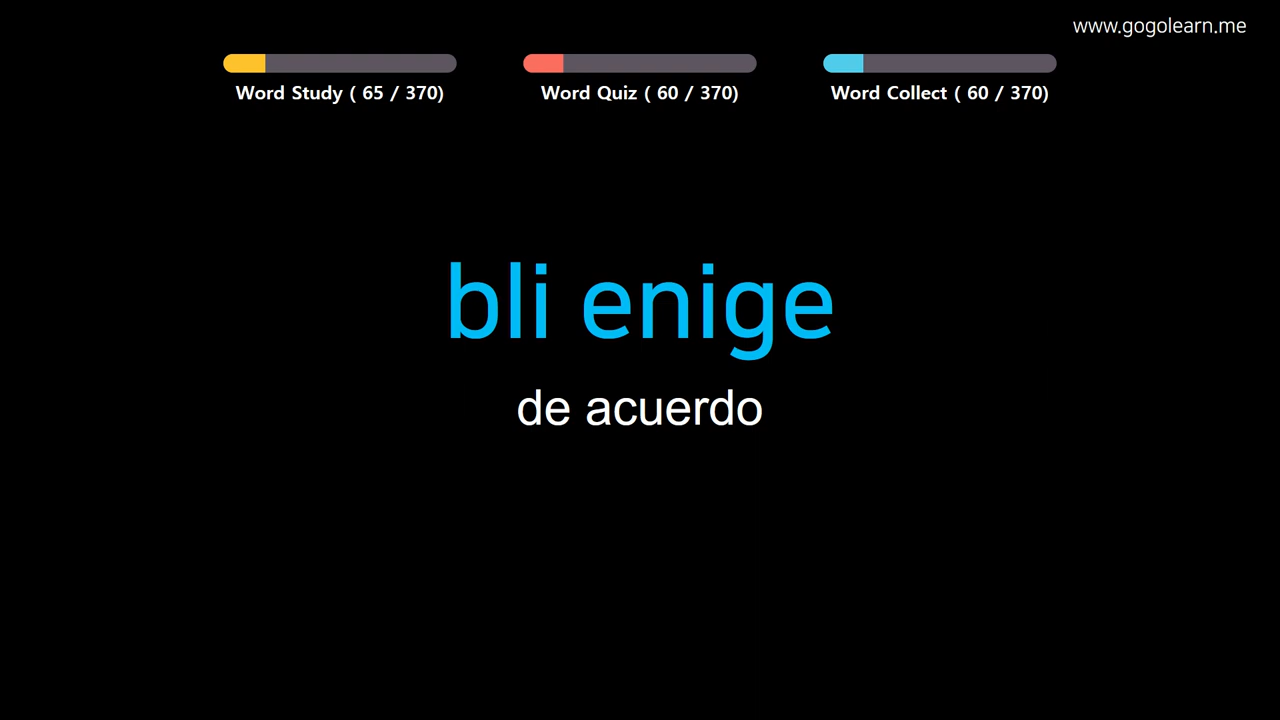 www.gogolearn.me
Word Study ( 65 / 370)
Word Quiz ( 60 / 370)
Word Collect ( 60 / 370)
bli enige
de acuerdo